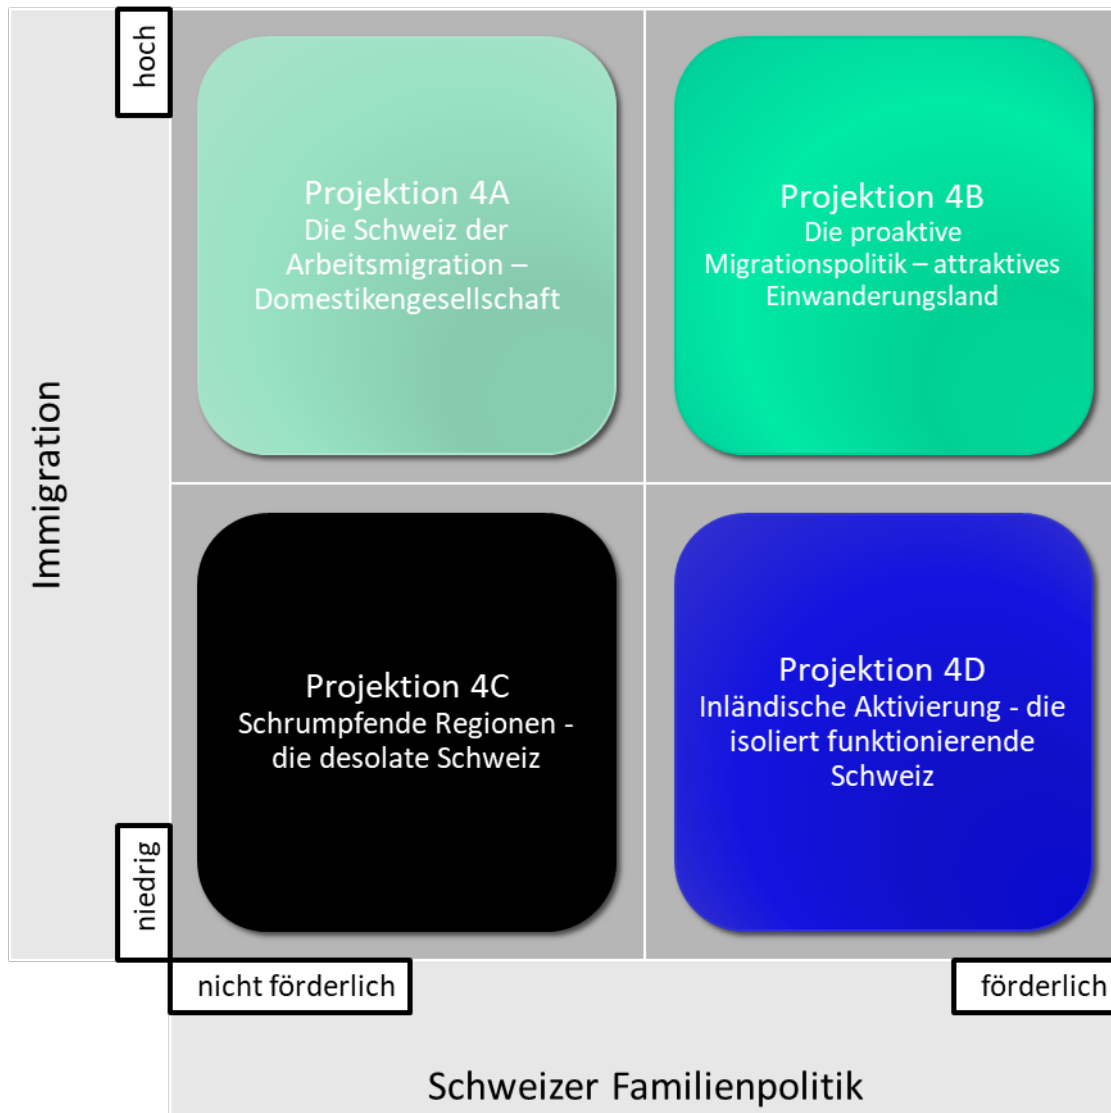 hoch
Projektion 4A
Die Schweiz der
Arbeitsmigration –
Domestikengesellschaft
Projektion 4B
Die proaktive
Migrationspolitik – attraktives
Einwanderungsland
Immigration
Projektion 4C
Schrumpfende Regionen -
die desolate Schweiz
Projektion 4D
Inländische Aktivierung - die
isoliert funktionierende
Schweiz
niedrig
nicht förderlich
förderlich
Schweizer Familienpolitik